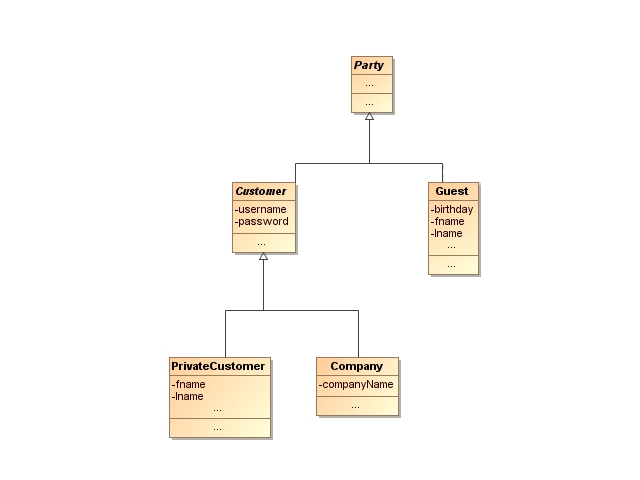 Party
...
...
Customer
-username
-password
...
Guest
-birthday
-fname
-lname
...
...
PrivateCustomer
-fname
-lname
...
...
Company
-companyName
...